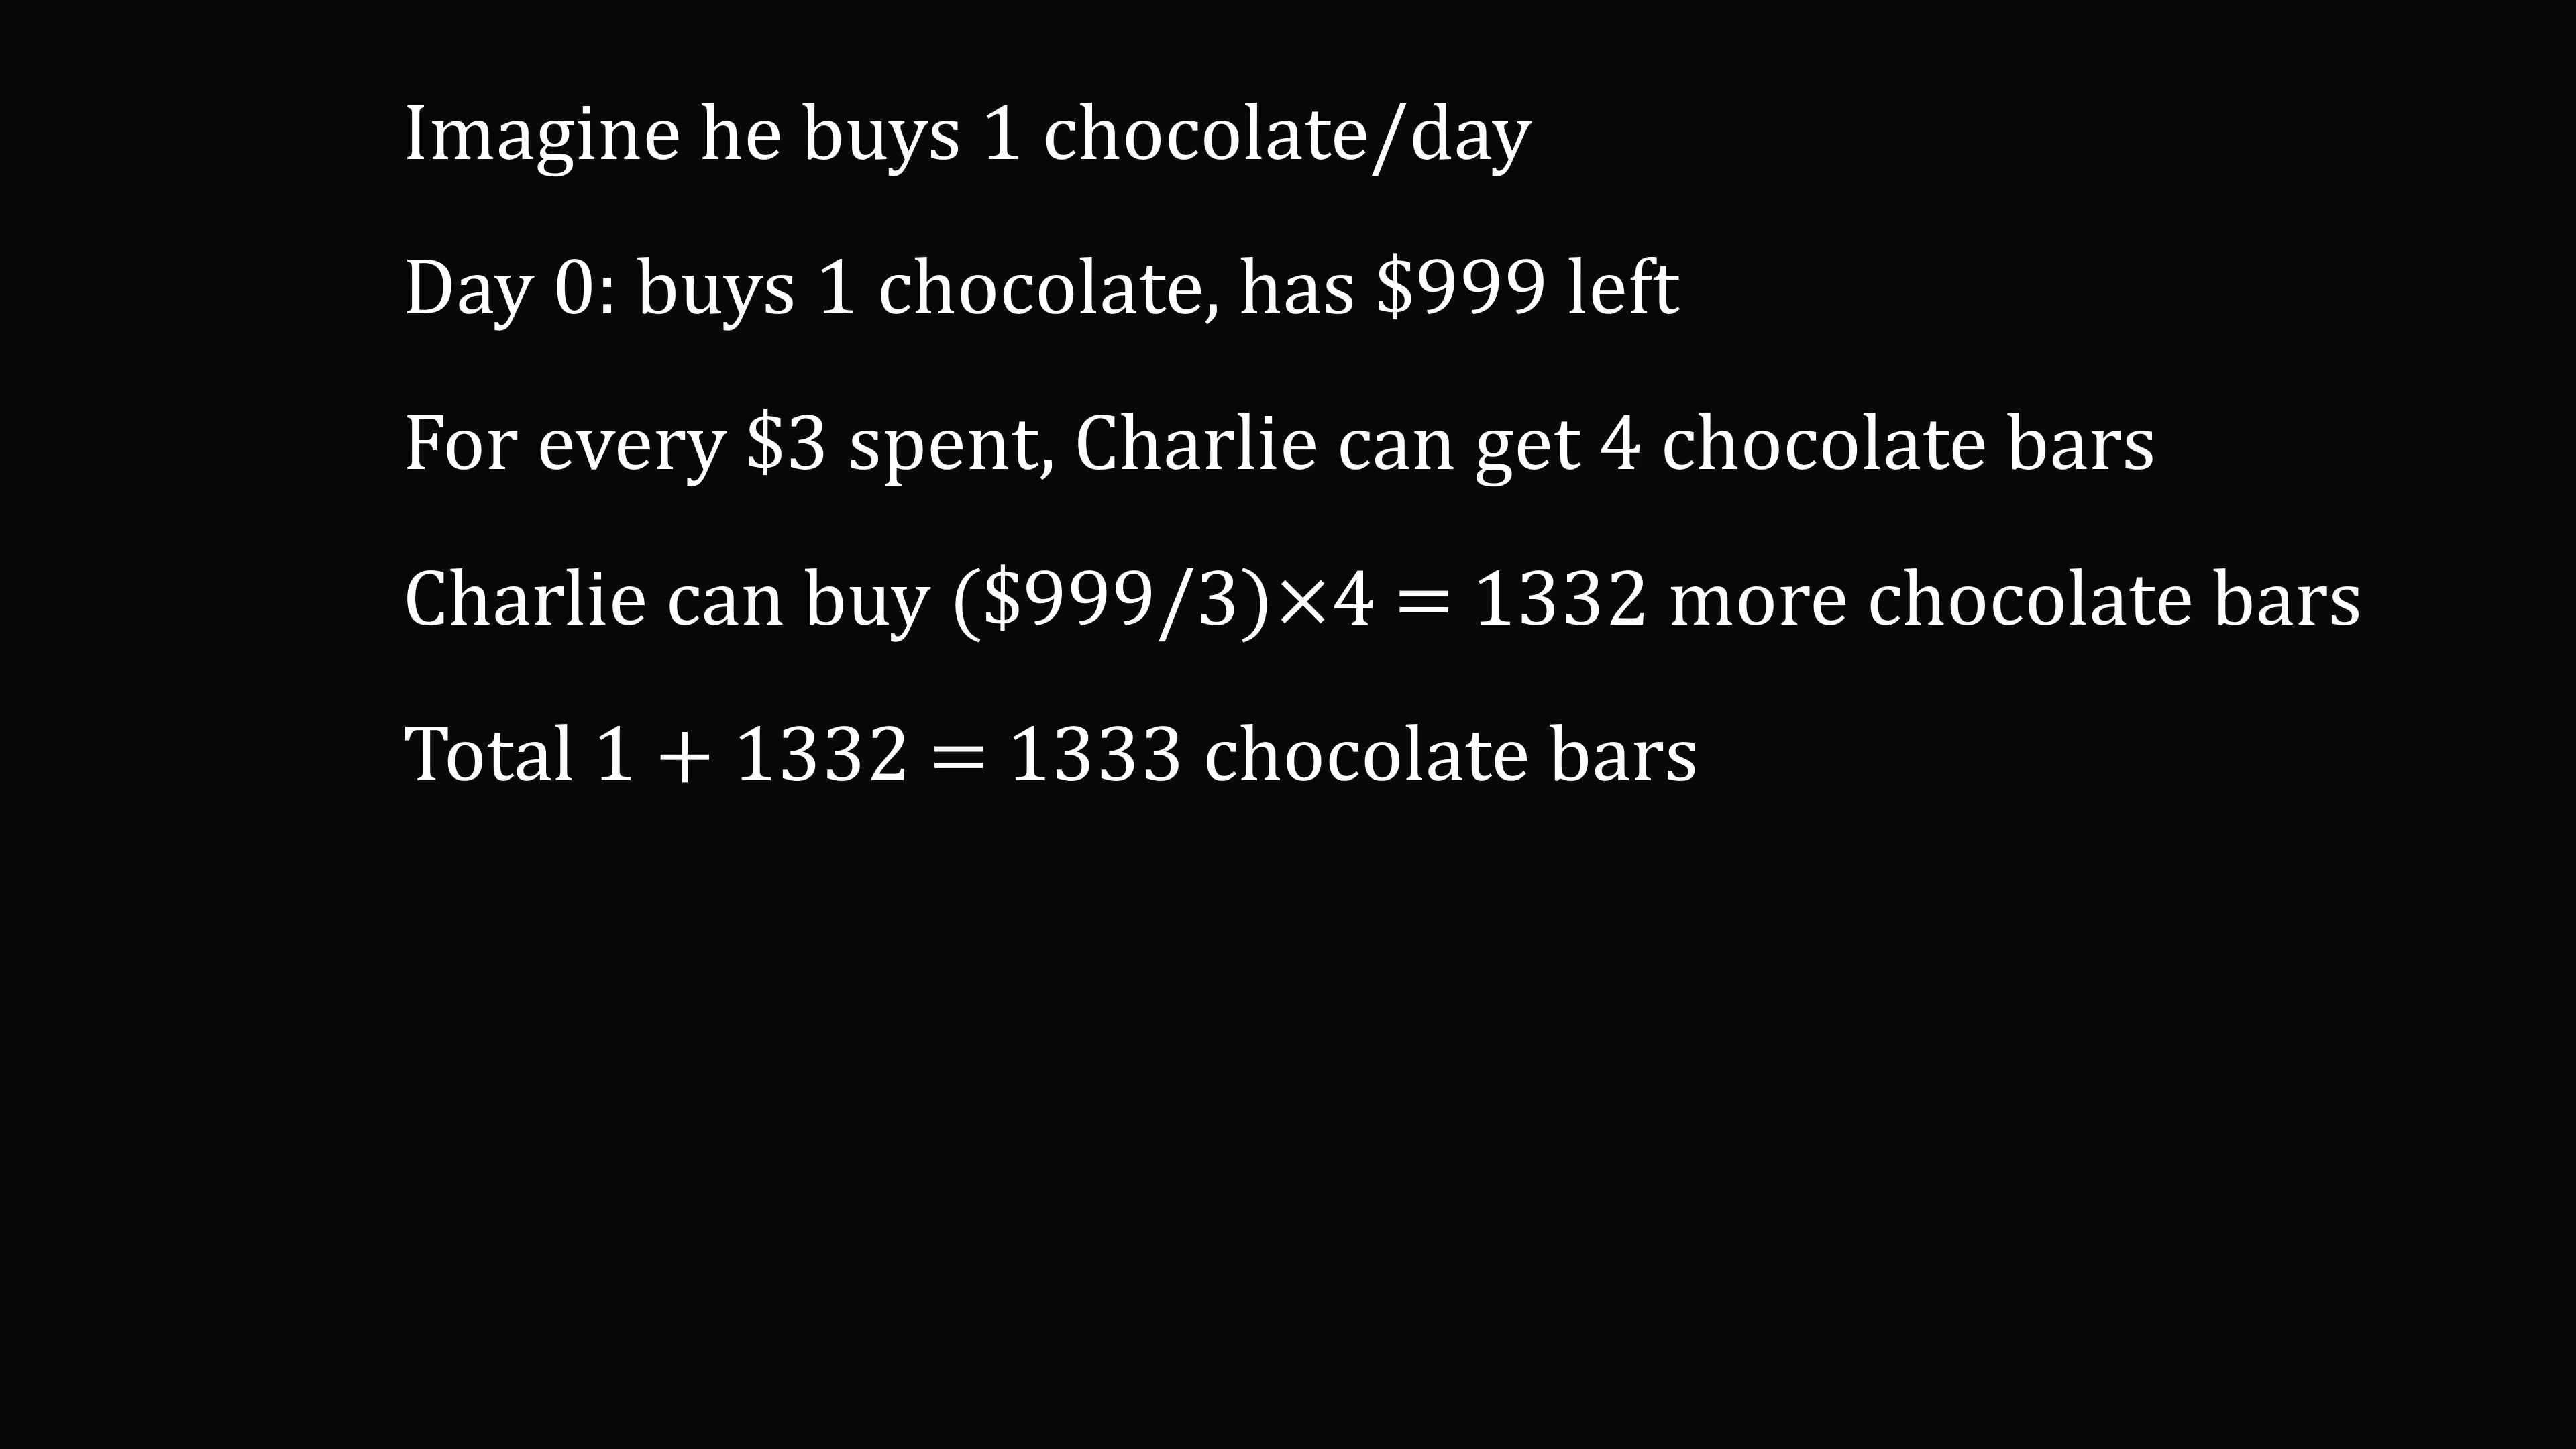 Imagine he buys 1 chocolate/day
Day 0: buys 1 chocolate, has $999 left
For every $3 spent, Charlie can get 4 chocolate bars
Charlie can buy ($999/3)×4 = 1332 more chocolate bars
Total 1 + 1332 = 1333 chocolate bars